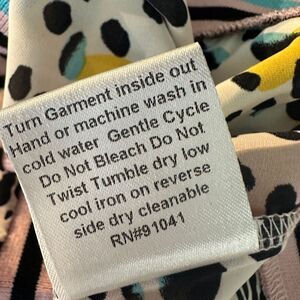 Turn Garment inside out
Hand or machine wash in
cold water Gentle Cycle
Do Not Bleach Do Not
Twist Tumble dry low
cool iron on reverse
side dry cleanable
RN#91041